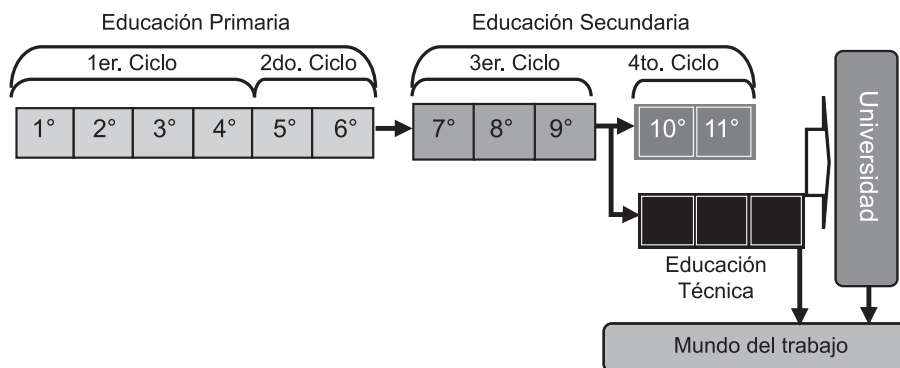 Educación Primaria
Educación Secundaria
1er. Ciclo
2do. Ciclo
3er. Ciclo
4to. Ciclo
1°
2°
3°
4°
5°
6°
7°
8°
9°
10°
11°
Universidad
Educación
Técnica
Mundo del trabajo